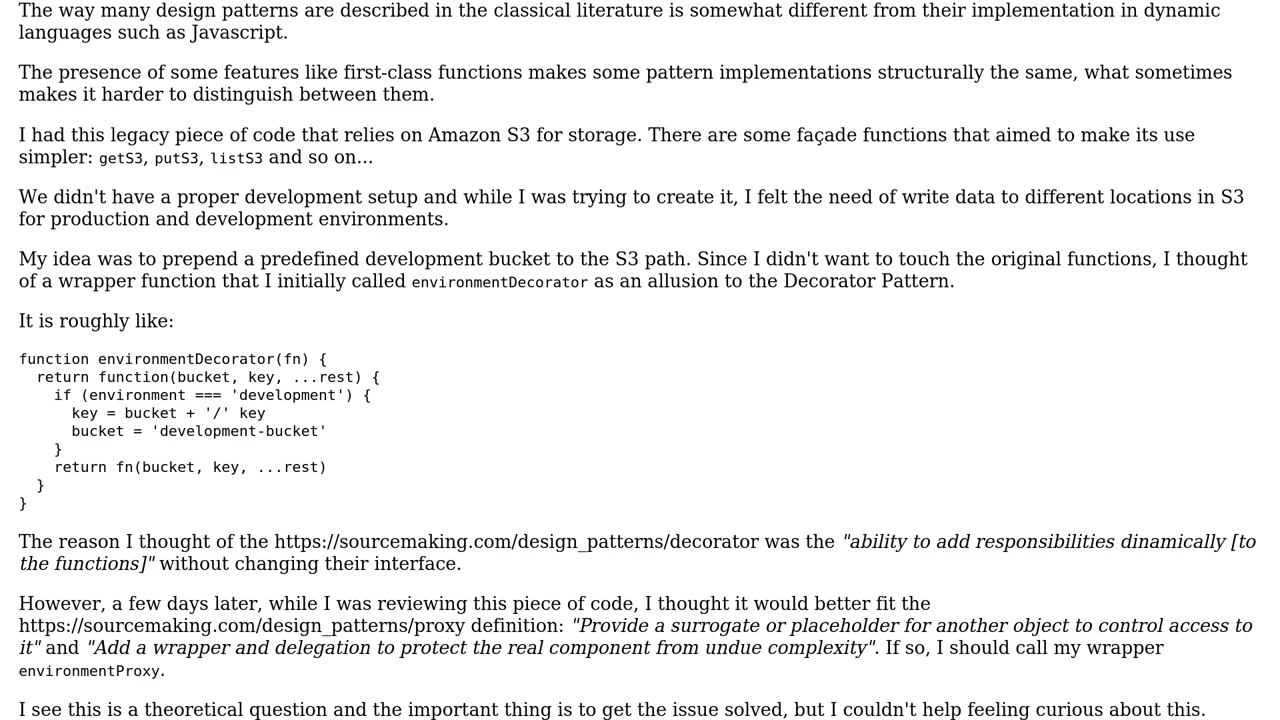 The way many design patterns are described in the classical literature is somewhat different from their implementation in dynamic
languages such as Javascript.
The presence of some features like first-class functions makes some pattern implementations structurally the same, what sometimes
makes it harder to distinguish between them.
I had this legacy piece of code that relies on Amazon S3 for storage. There are some façade functions that aimed to make its use
simpler: getS3, putS3, listS3 and so on...
We didn't have a proper development setup and while I was trying to create it, I felt the need of write data to different locations in S3
for production and development environments.
My idea was to prepend a predefined development bucket to the S3 path. Since I didn't want to touch the original functions, I thought
of a wrapper function that I initially called environmentDecorator as an allusion to the Decorator Pattern.
It is roughly like:
function environmentDecorator(fn) {
  return function(bucket, key, ...rest) {
    if (environment === 'development') {
      key = bucket + '/' key
      bucket = 'development-bucket'
    }
    return fn(bucket, key, ...rest)
  }
}
The reason I thought of the https://sourcemaking.com/design_patterns/decorator was the "ability to add responsibilities dinamically [to
the functions]" without changing their interface.
However, a few days later, while I was reviewing this piece of code, I thought it would better fit the
https://sourcemaking.com/design_patterns/proxy definition: "Provide a surrogate or placeholder for another object to control access to
it" and "Add a wrapper and delegation to protect the real component from undue complexity". If so, I should call my wrapper
environmentProxy.
I see this is a theoretical question and the important thing is to get the issue solved, but I couldn't help feeling curious about this.